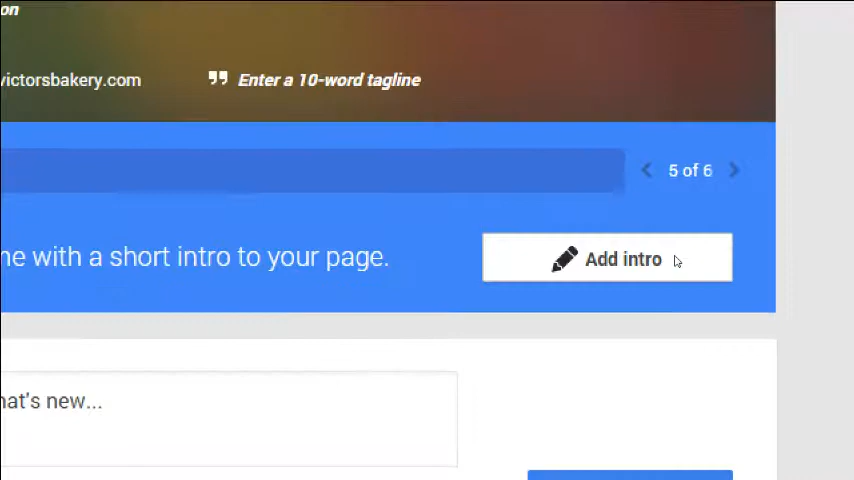 on
victorsbakery.com
Enter a 10-word tagline
5 of 6
ne with a short intro to your page.
Add intro
hat's new...